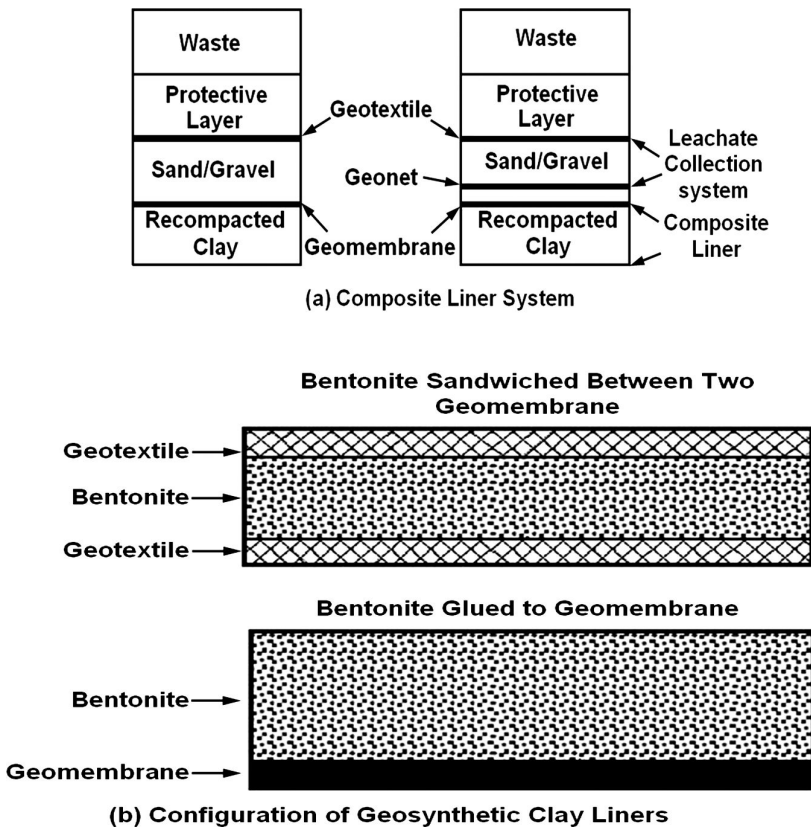 Waste
Protective
Layer
Sand/Gravel
Recompacted
Clay
Geotextile
Geonet
Geomembrane
Waste
Protective
Layer
Sand/Gravel
Recompacted
Clay
Leachate
Collection
system
Composite
Liner
(a) Composite Liner System
Bentonite Sandwiched Between Two
Geomembrane
Geotextile
Bentonite
Geotextile
Bentonite Glued to Geomembrane
Bentonite
Geomembrane
(b) Configuration of Geosynthetic Clay Liners